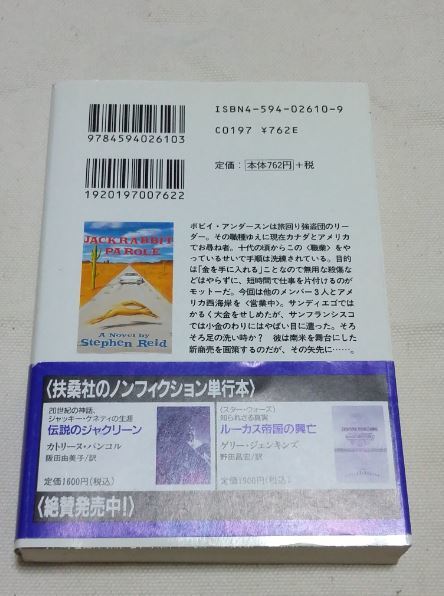 ISBN4-594-02610-9
9784594026103
C0197 ¥762E
定価：本体762円+税
1920197007622
JACKRABBIT
PAROLE
A Novel by
Stephen Reid
ボビイ・アンダースンは旅回り強盗団のリー
ダー。その職種ゆえに現在カナダとアメリカ
でお尋ね者。十代の頃からこの〈職業〉をや
っているせいで手順は洗練されている。目的
は「金を手に入れる」ことなので無用な殺傷な
どはやらずに、短時間で仕事を片付けるのが
モットーだ。今回は他のメンバー3人とアメ
リカ西海岸を〈営業中〉。サンディエゴでは
かるく大金をせしめたが、サンフランシスコ
では小金のわりにはやばい目に遭った。そろ
そろ足の洗い時か？ 彼は南米を舞台にした
新商売を画策するのだが、その矢先に……。
〈扶桑社のノンフィクション単行本〉
20世紀の神話、
ジャッキー・ケネディの生涯
伝説のジャクリーン
カトリーヌ・パンコル
阪田由美子/訳
定価1600円(税込)
〈スター・ウォーズ〉
知られざる真実
ルーカス帝国の興亡
ゲリー・ジェンキンズ
野田昌宏/訳
定価1900円(税込)
〈絶賛発売中!〉